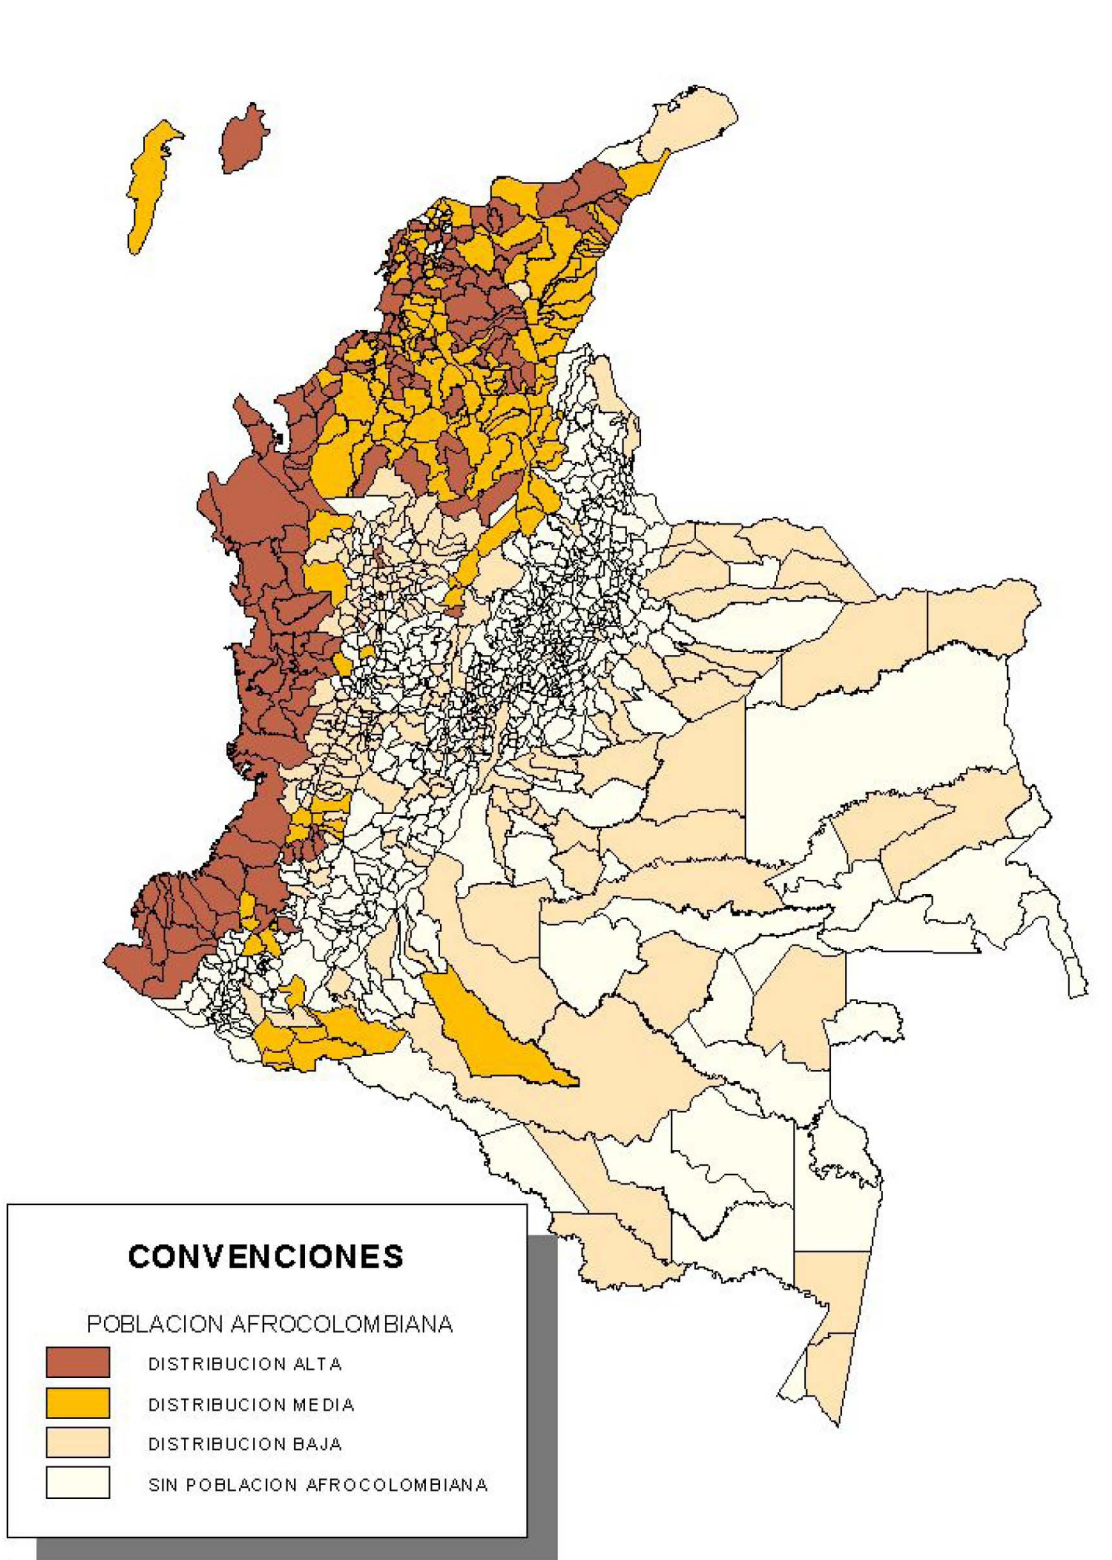 CONVENCIONES
POBLACION AFROCOLOMBIANA
DISTRIBUCION ALTA
DISTRIBUCION MEDIA
DISTRIBUCION BAJA
SIN POBLACION AFROCOLOMBIANA